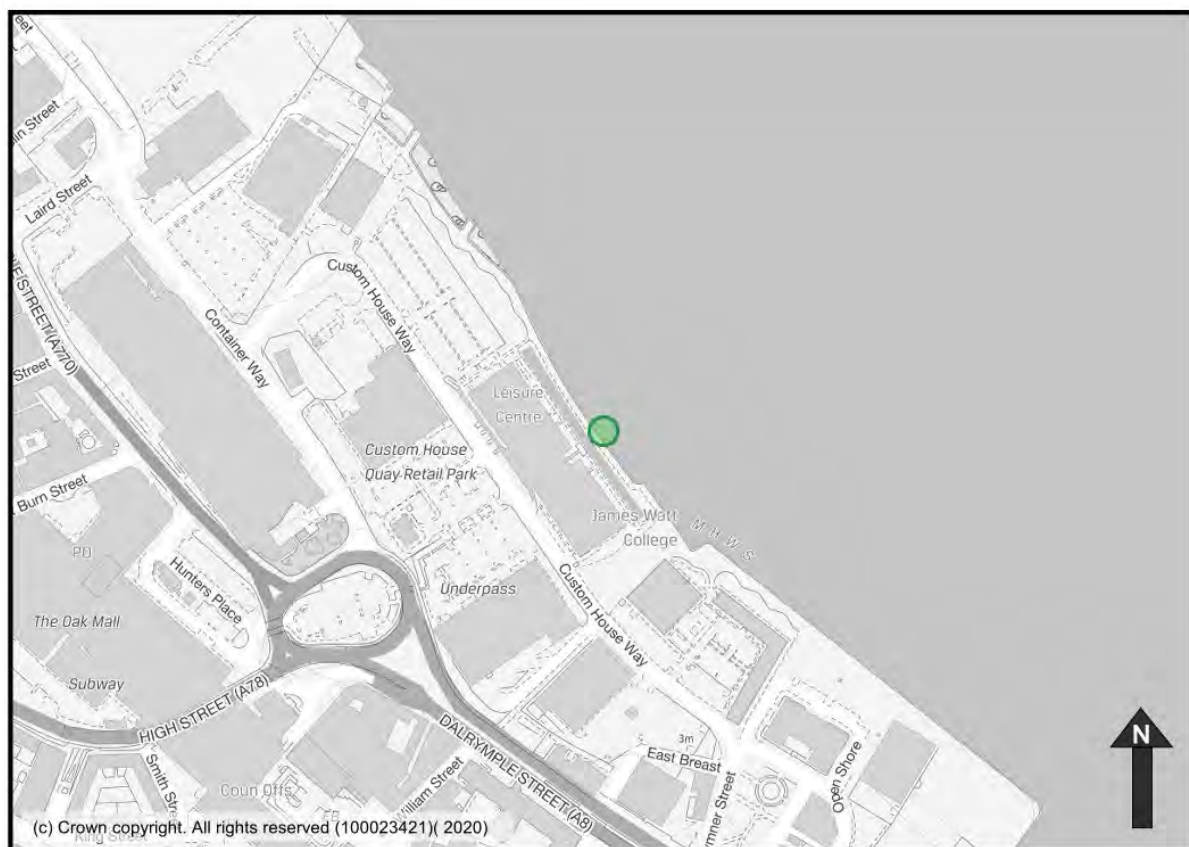 Laird Street
Container Way
Custom House Way
Leisure
Centre
Custom House
Quay Retail Park
Street
Burn Street
PO
Hunters Place
The Oak Mall
Subway
HIGH STREET (A78)
Underpass
James Watt
College
M H W S
Custom House Way
DALRYMPLE STREET (A8)
3m
East Breast
Open Shore
Smith
William Street
Coun Offs
King Street
(c) Crown copyright. All rights reserved (100023421)( 2020)
N